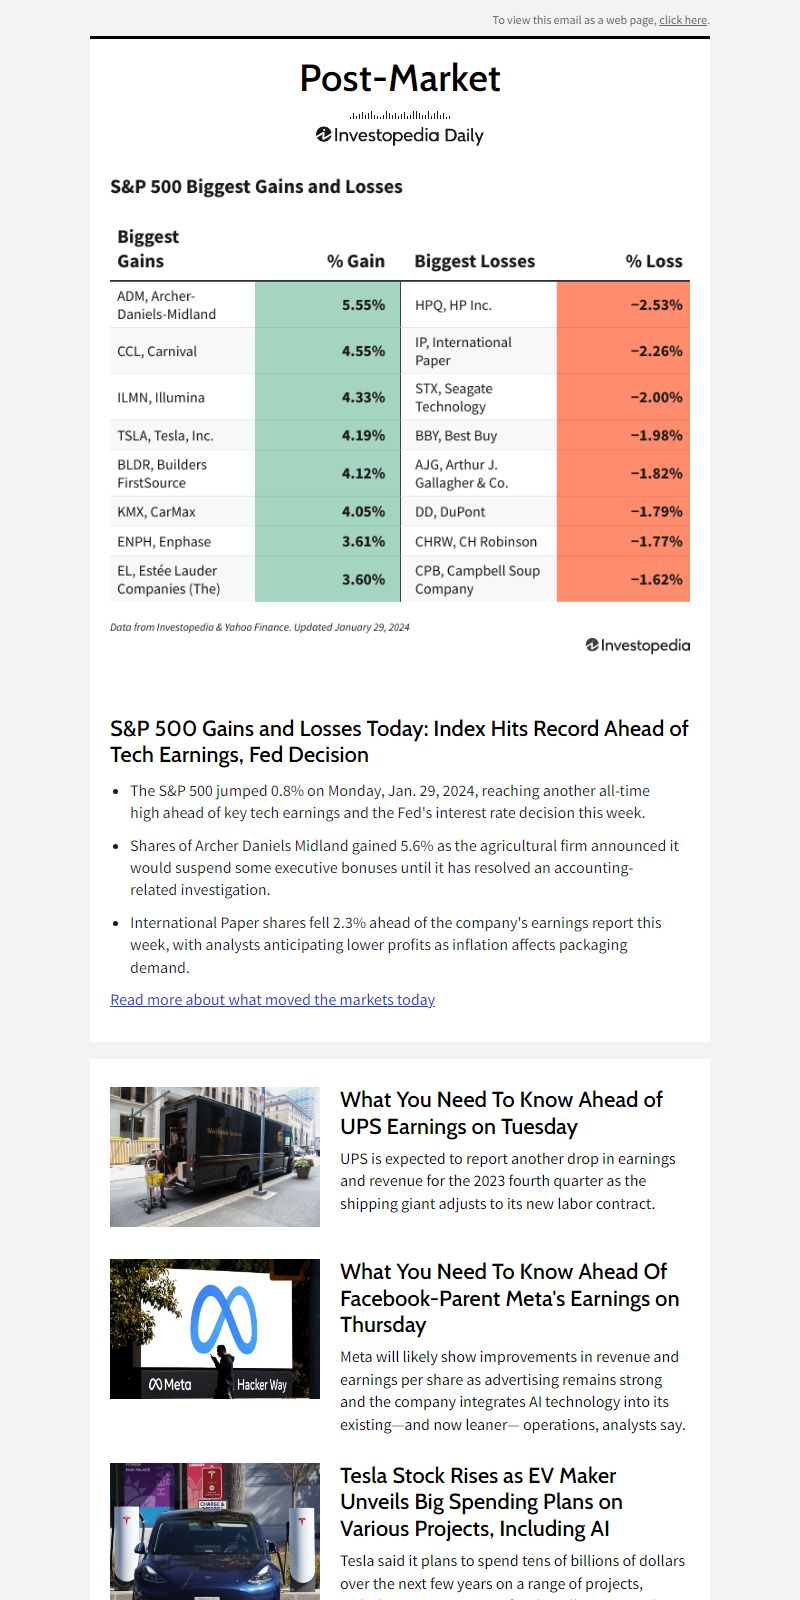 To view this email as a web page, click here.
Post-Market
Investopedia Daily
S&P 500 Biggest Gains and Losses
Biggest
Gains % Gain Biggest Losses % Loss
ADM, Archer-
Daniels-Midland 5.55% HPQ, HP Inc. −2.53%
CCL, Carnival 4.55% IP, International
Paper −2.26%
ILMN, Illumina 4.33% STX, Seagate
Technology −2.00%
TSLA, Tesla, Inc. 4.19% BBY, Best Buy −1.98%
BLDR, Builders
FirstSource 4.12% AJG, Arthur J.
Gallagher & Co. −1.82%
KMX, CarMax 4.05% DD, DuPont −1.79%
ENPH, Enphase 3.61% CHRW, CH Robinson −1.77%
EL, Estée Lauder
Companies (The) 3.60% CPB, Campbell Soup
Company −1.62%
Data from Investopedia & Yahoo Finance. Updated January 29, 2024
Investopedia
S&P 500 Gains and Losses Today: Index Hits Record Ahead of
Tech Earnings, Fed Decision
• The S&P 500 jumped 0.8% on Monday, Jan. 29, 2024, reaching another all-time
high ahead of key tech earnings and the Fed's interest rate decision this week.
• Shares of Archer Daniels Midland gained 5.6% as the agricultural firm announced it
would suspend some executive bonuses until it has resolved an accounting-
related investigation.
• International Paper shares fell 2.3% ahead of the company's earnings report this
week, with analysts anticipating lower profits as inflation affects packaging
demand.
Read more about what moved the markets today
What You Need To Know Ahead of
UPS Earnings on Tuesday
UPS is expected to report another drop in earnings
and revenue for the 2023 fourth quarter as the
shipping giant adjusts to its new labor contract.
Meta Hacker Way
What You Need To Know Ahead Of
Facebook-Parent Meta's Earnings on
Thursday
Meta will likely show improvements in revenue and
earnings per share as advertising remains strong
and the company integrates AI technology into its
existing—and now leaner— operations, analysts say.
Tesla Stock Rises as EV Maker
Unveils Big Spending Plans on
Various Projects, Including AI
Tesla said it plans to spend tens of billions of dollars
over the next few years on a range of projects,